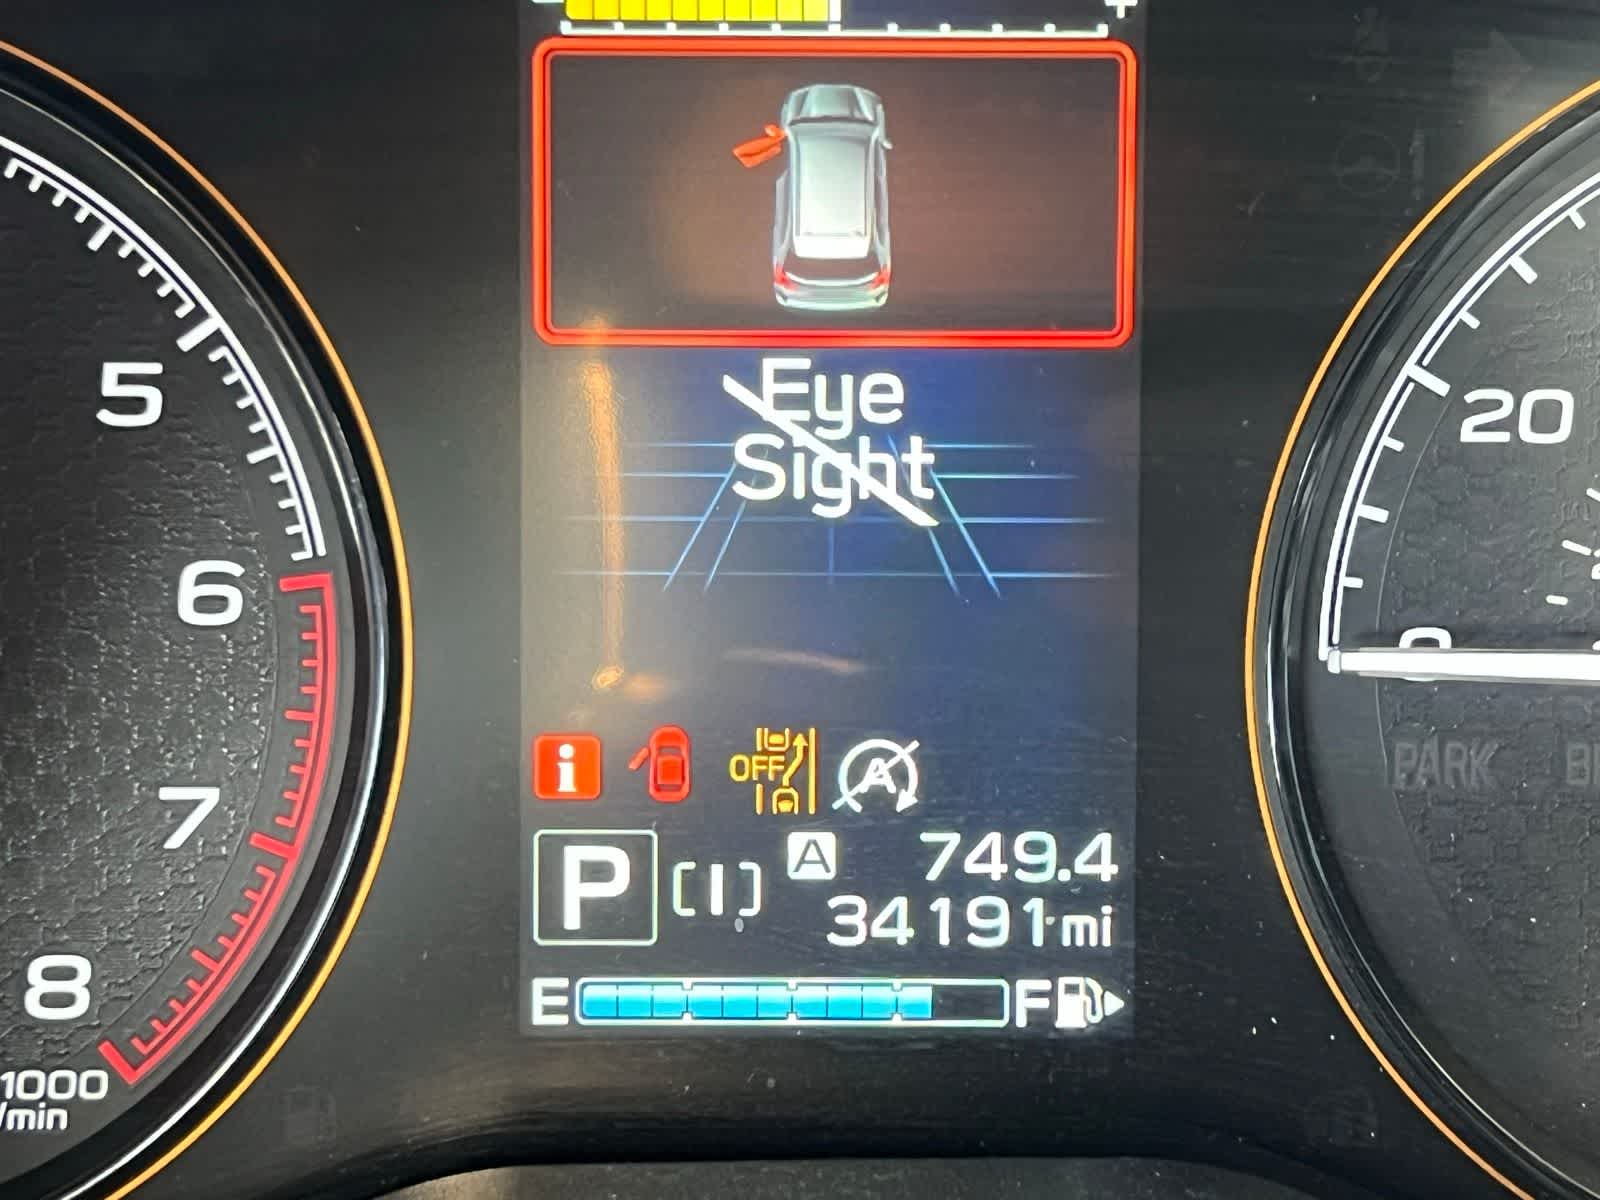 - +
5
20
Eye
Sight
6
0
7
i
OFF
A
PARK
P
[I]
A
749.4
34191 mi
8
E
F
1000
/min